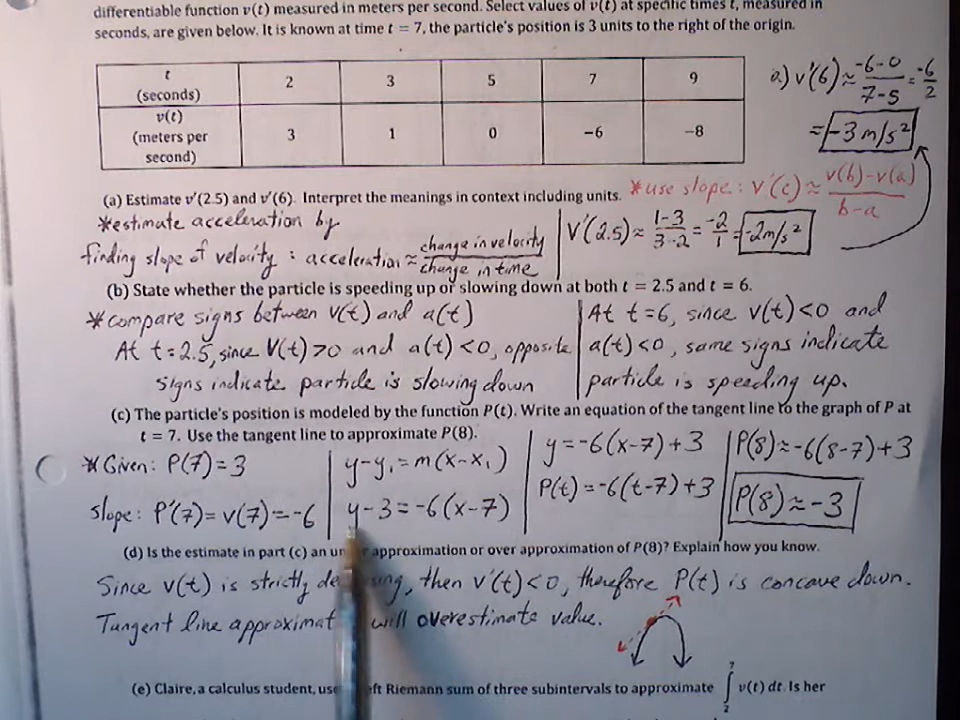 differentiable function v(t) measured in meters per second. Select values of v(t) at specific times t, measured in
seconds, are given below. It is known at time t = 7, the particle's position is 3 units to the right of the origin.
t (seconds) 2 3 5 7 9
v(t) (meters per second) 3 1 0 −6 −8
a.) v'(6) ≈ -6-0/7-5 = -6/2
≈ -3 m/s²
(a) Estimate v'(2.5) and v'(6). Interpret the meanings in context including units.
*use slope: v'(c) ≈ v(b)-v(a)/b-a
*estimate acceleration by
finding slope of velocity: acceleration ≈ change in velocity/change in time
v'(2.5) ≈ 1-3/3-2 = -2/1 = -2m/s²
(b) State whether the particle is speeding up or slowing down at both t = 2.5 and t = 6.
*compare signs between v(t) and a(t)
At t=2.5, since v(t)>0 and a(t)<0, opposite
signs indicate particle is slowing down
At t=6, since v(t)<0 and
a(t)<0, same signs indicate
particle is speeding up.
(c) The particle's position is modeled by the function P(t). Write an equation of the tangent line to the graph of P at
t = 7. Use the tangent line to approximate P(8).
*Given: P(7)=3
slope: P'(7)=v(7)=-6
y-y₁=m(x-x₁)
y-3=-6(x-7)
y=-6(x-7)+3
P(t)=-6(t-7)+3
P(8)≈-6(8-7)+3
P(8)≈-3
(d) Is the estimate in part (c) an un approximation or over approximation of P(8)? Explain how you know.
Since v(t) is strictly de ing, then v'(t)<0, therefore P(t) is concave down.
Tangent line approximat will overestimate value.
(e) Claire, a calculus student, use ft Riemann sum of three subintervals to approximate ∫₂⁷ v(t) dt. Is her